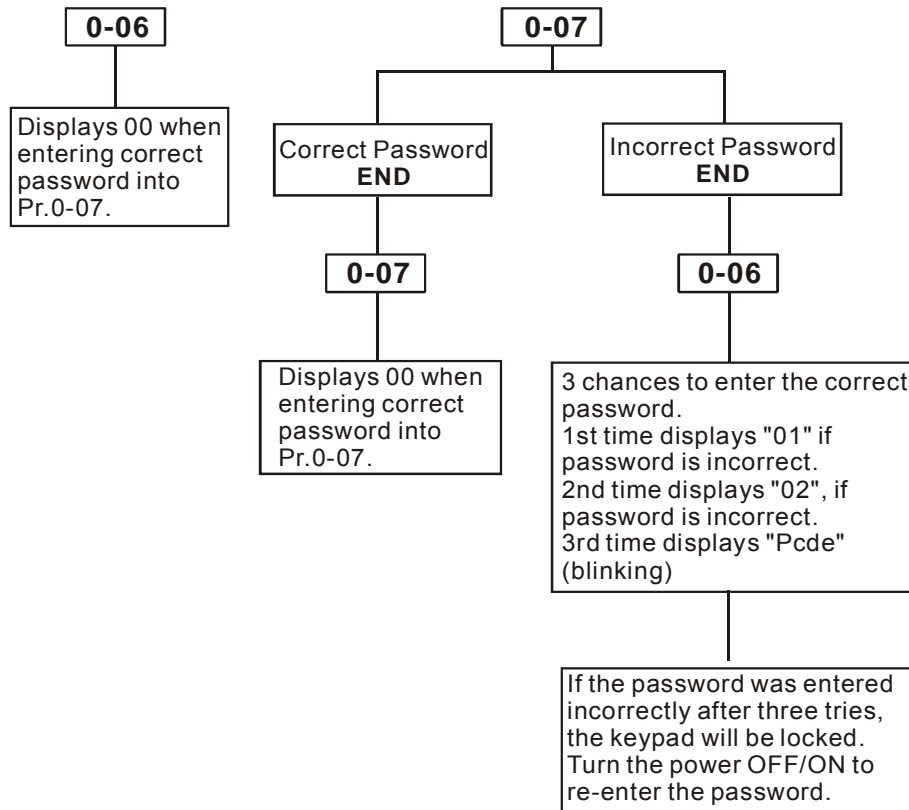 0-06
Displays 00 when
entering correct
password into
Pr.0-07.
0-07
Correct Password
END
0-07
Displays 00 when
entering correct
password into
Pr.0-07.
Incorrect Password
END
0-06
3 chances to enter the correct
password.
1st time displays "01" if
password is incorrect.
2nd time displays "02", if
password is incorrect.
3rd time displays "Pcde"
(blinking)
If the password was entered
incorrectly after three tries,
the keypad will be locked.
Turn the power OFF/ON to
re-enter the password.